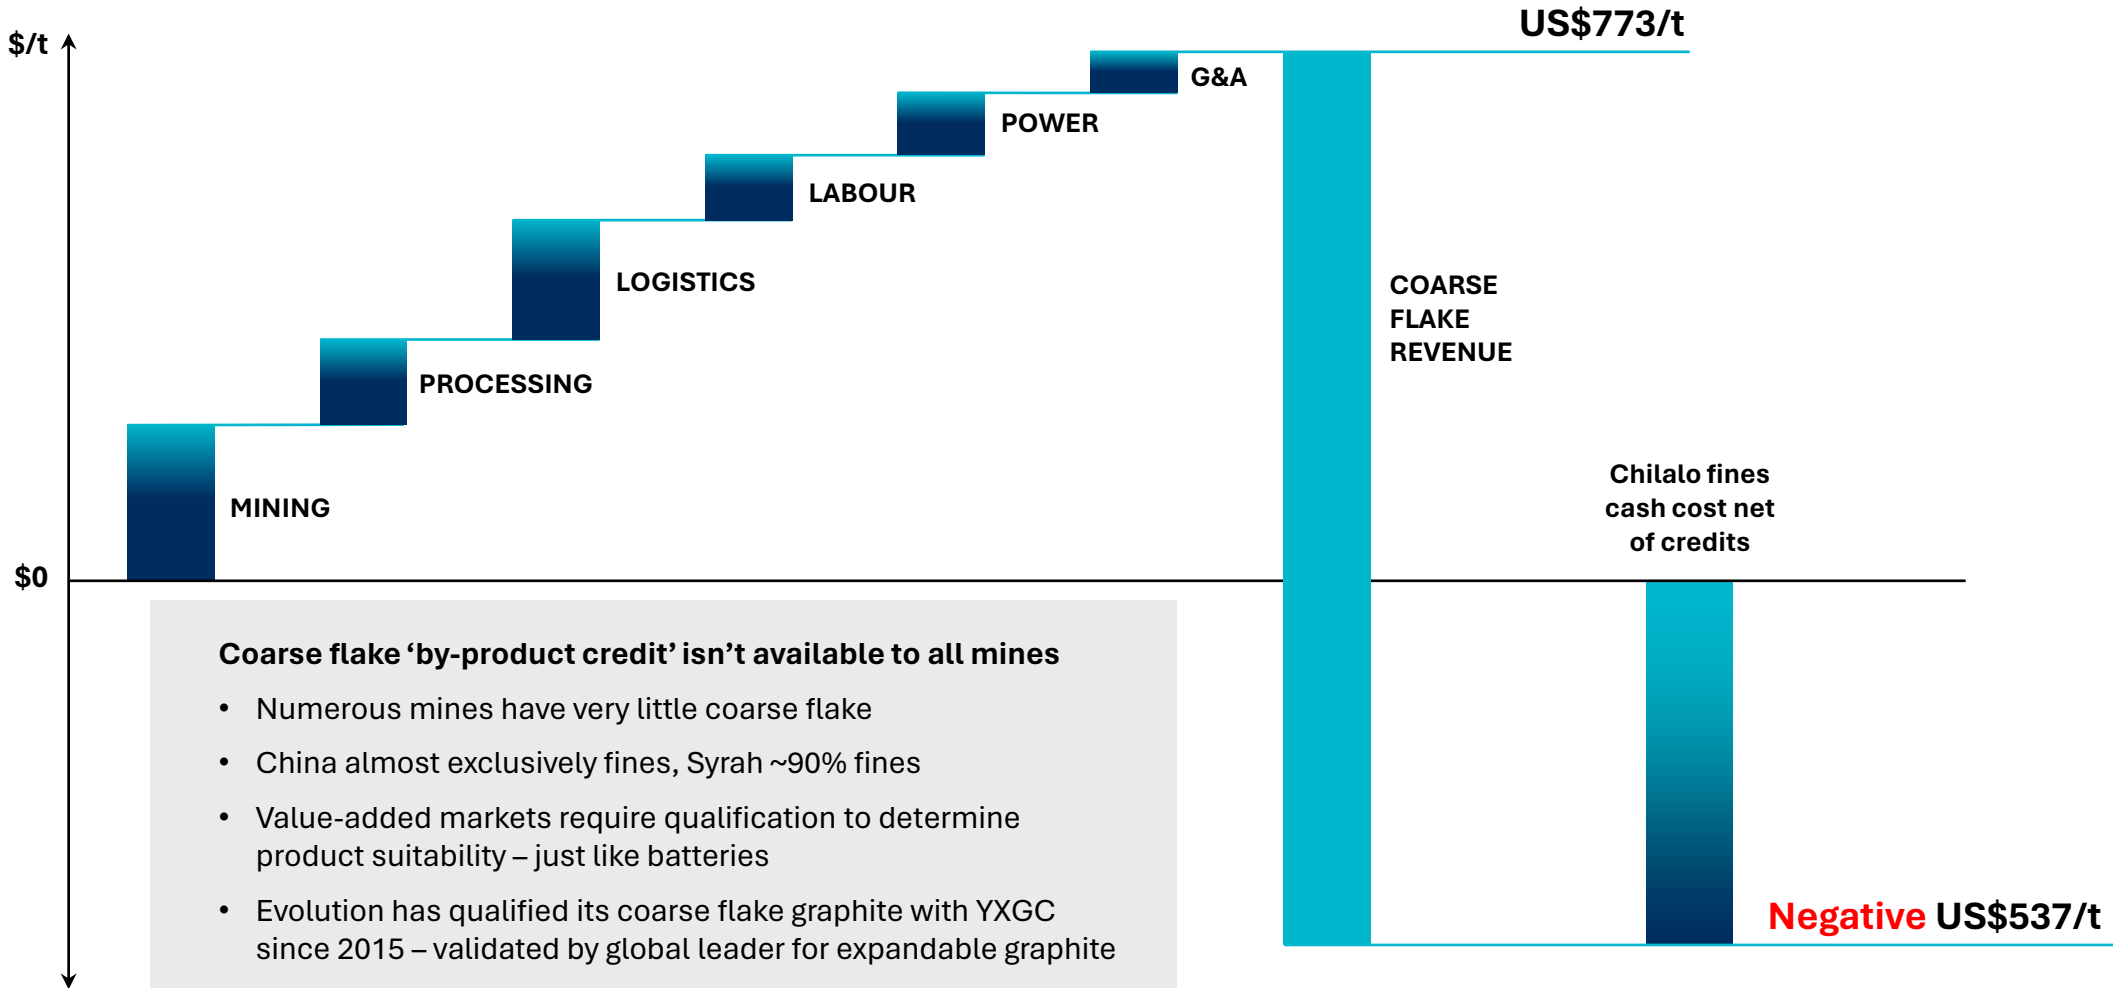 US$773/t
$/t
G&A
POWER
LABOUR
LOGISTICS
COARSE
FLAKE
REVENUE
PROCESSING
MINING
Chilalo fines
cash cost net
of credits
$0
Coarse flake ‘by-product credit’ isn’t available to all mines
• Numerous mines have very little coarse flake
• China almost exclusively fines, Syrah ~90% fines
• Value-added markets require qualification to determine
product suitability – just like batteries
• Evolution has qualified its coarse flake graphite with YXGC
since 2015 – validated by global leader for expandable graphite
Negative US$537/t